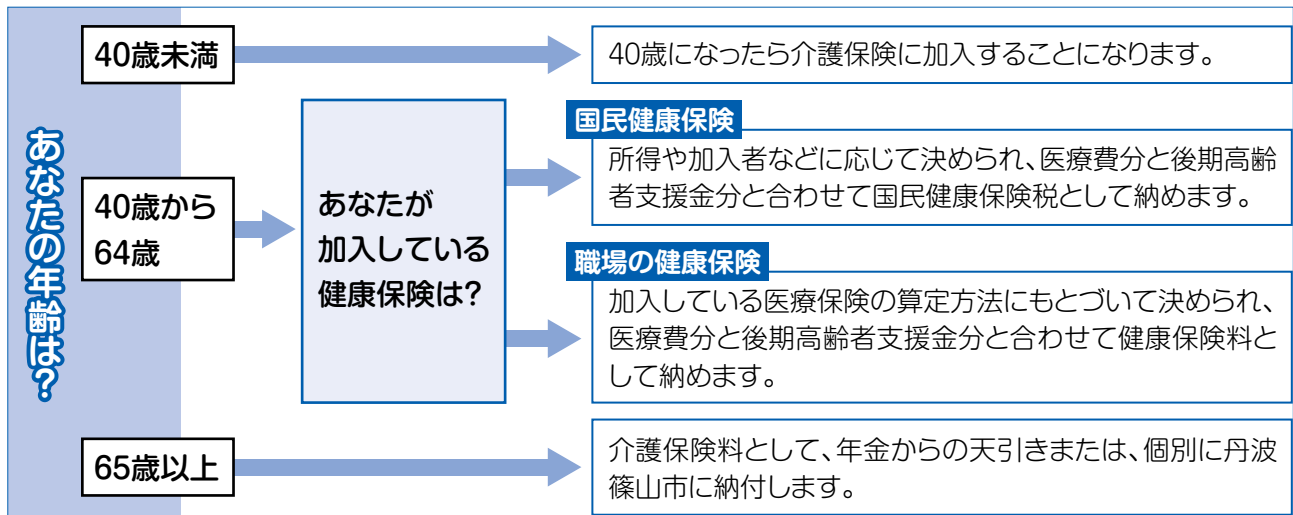 あなたの年齢は?
40歳未満
40歳になったら介護保険に加入することになります。
40歳から
64歳
あなたが
加入している
健康保険は?
国民健康保険
所得や加入者などに応じて決められ、医療費分と後期高齢
者支援金分と合わせて国民健康保険税として納めます。
職場の健康保険
加入している医療保険の算定方法にもとづいて決められ、
医療費分と後期高齢者支援金分と合わせて健康保険料と
して納めます。
65歳以上
介護保険料として、年金からの天引きまたは、個別に丹波
篠山市に納付します。